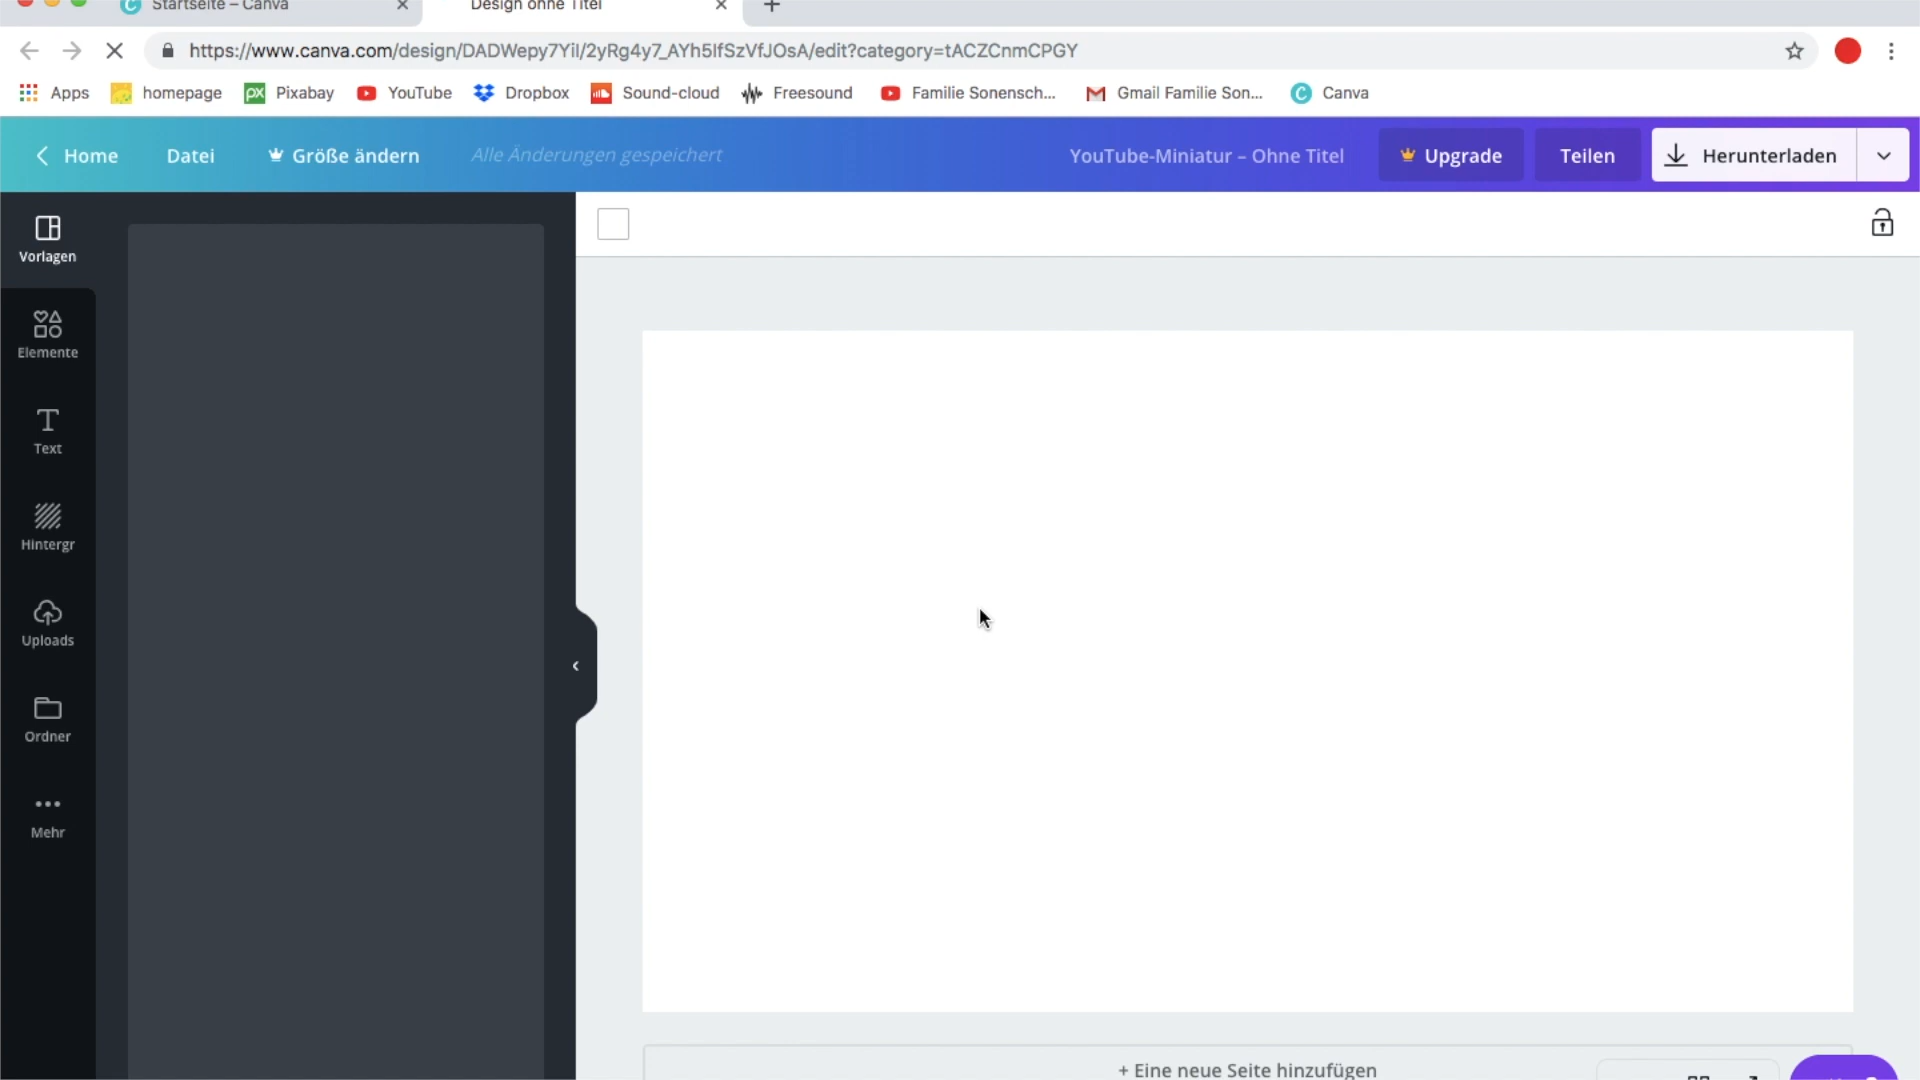 Startseite – Canva
Design ohne Titel
https://www.canva.com/design/DADWepy7YiI/2yRg4y7_AYh5IfSzVfJOsA/edit?category=tACZCnmCPGY
Apps homepage Pixabay YouTube Dropbox Sound-cloud Freesound Familie Sonensch... Gmail Familie Son... Canva
Home Datei Größe ändern Alle Änderungen gespeichert YouTube-Miniatur – Ohne Titel Upgrade Teilen Herunterladen
Vorlagen
Elemente
Text
Hintergr
Uploads
Ordner
Mehr
+ Eine neue Seite hinzufügen